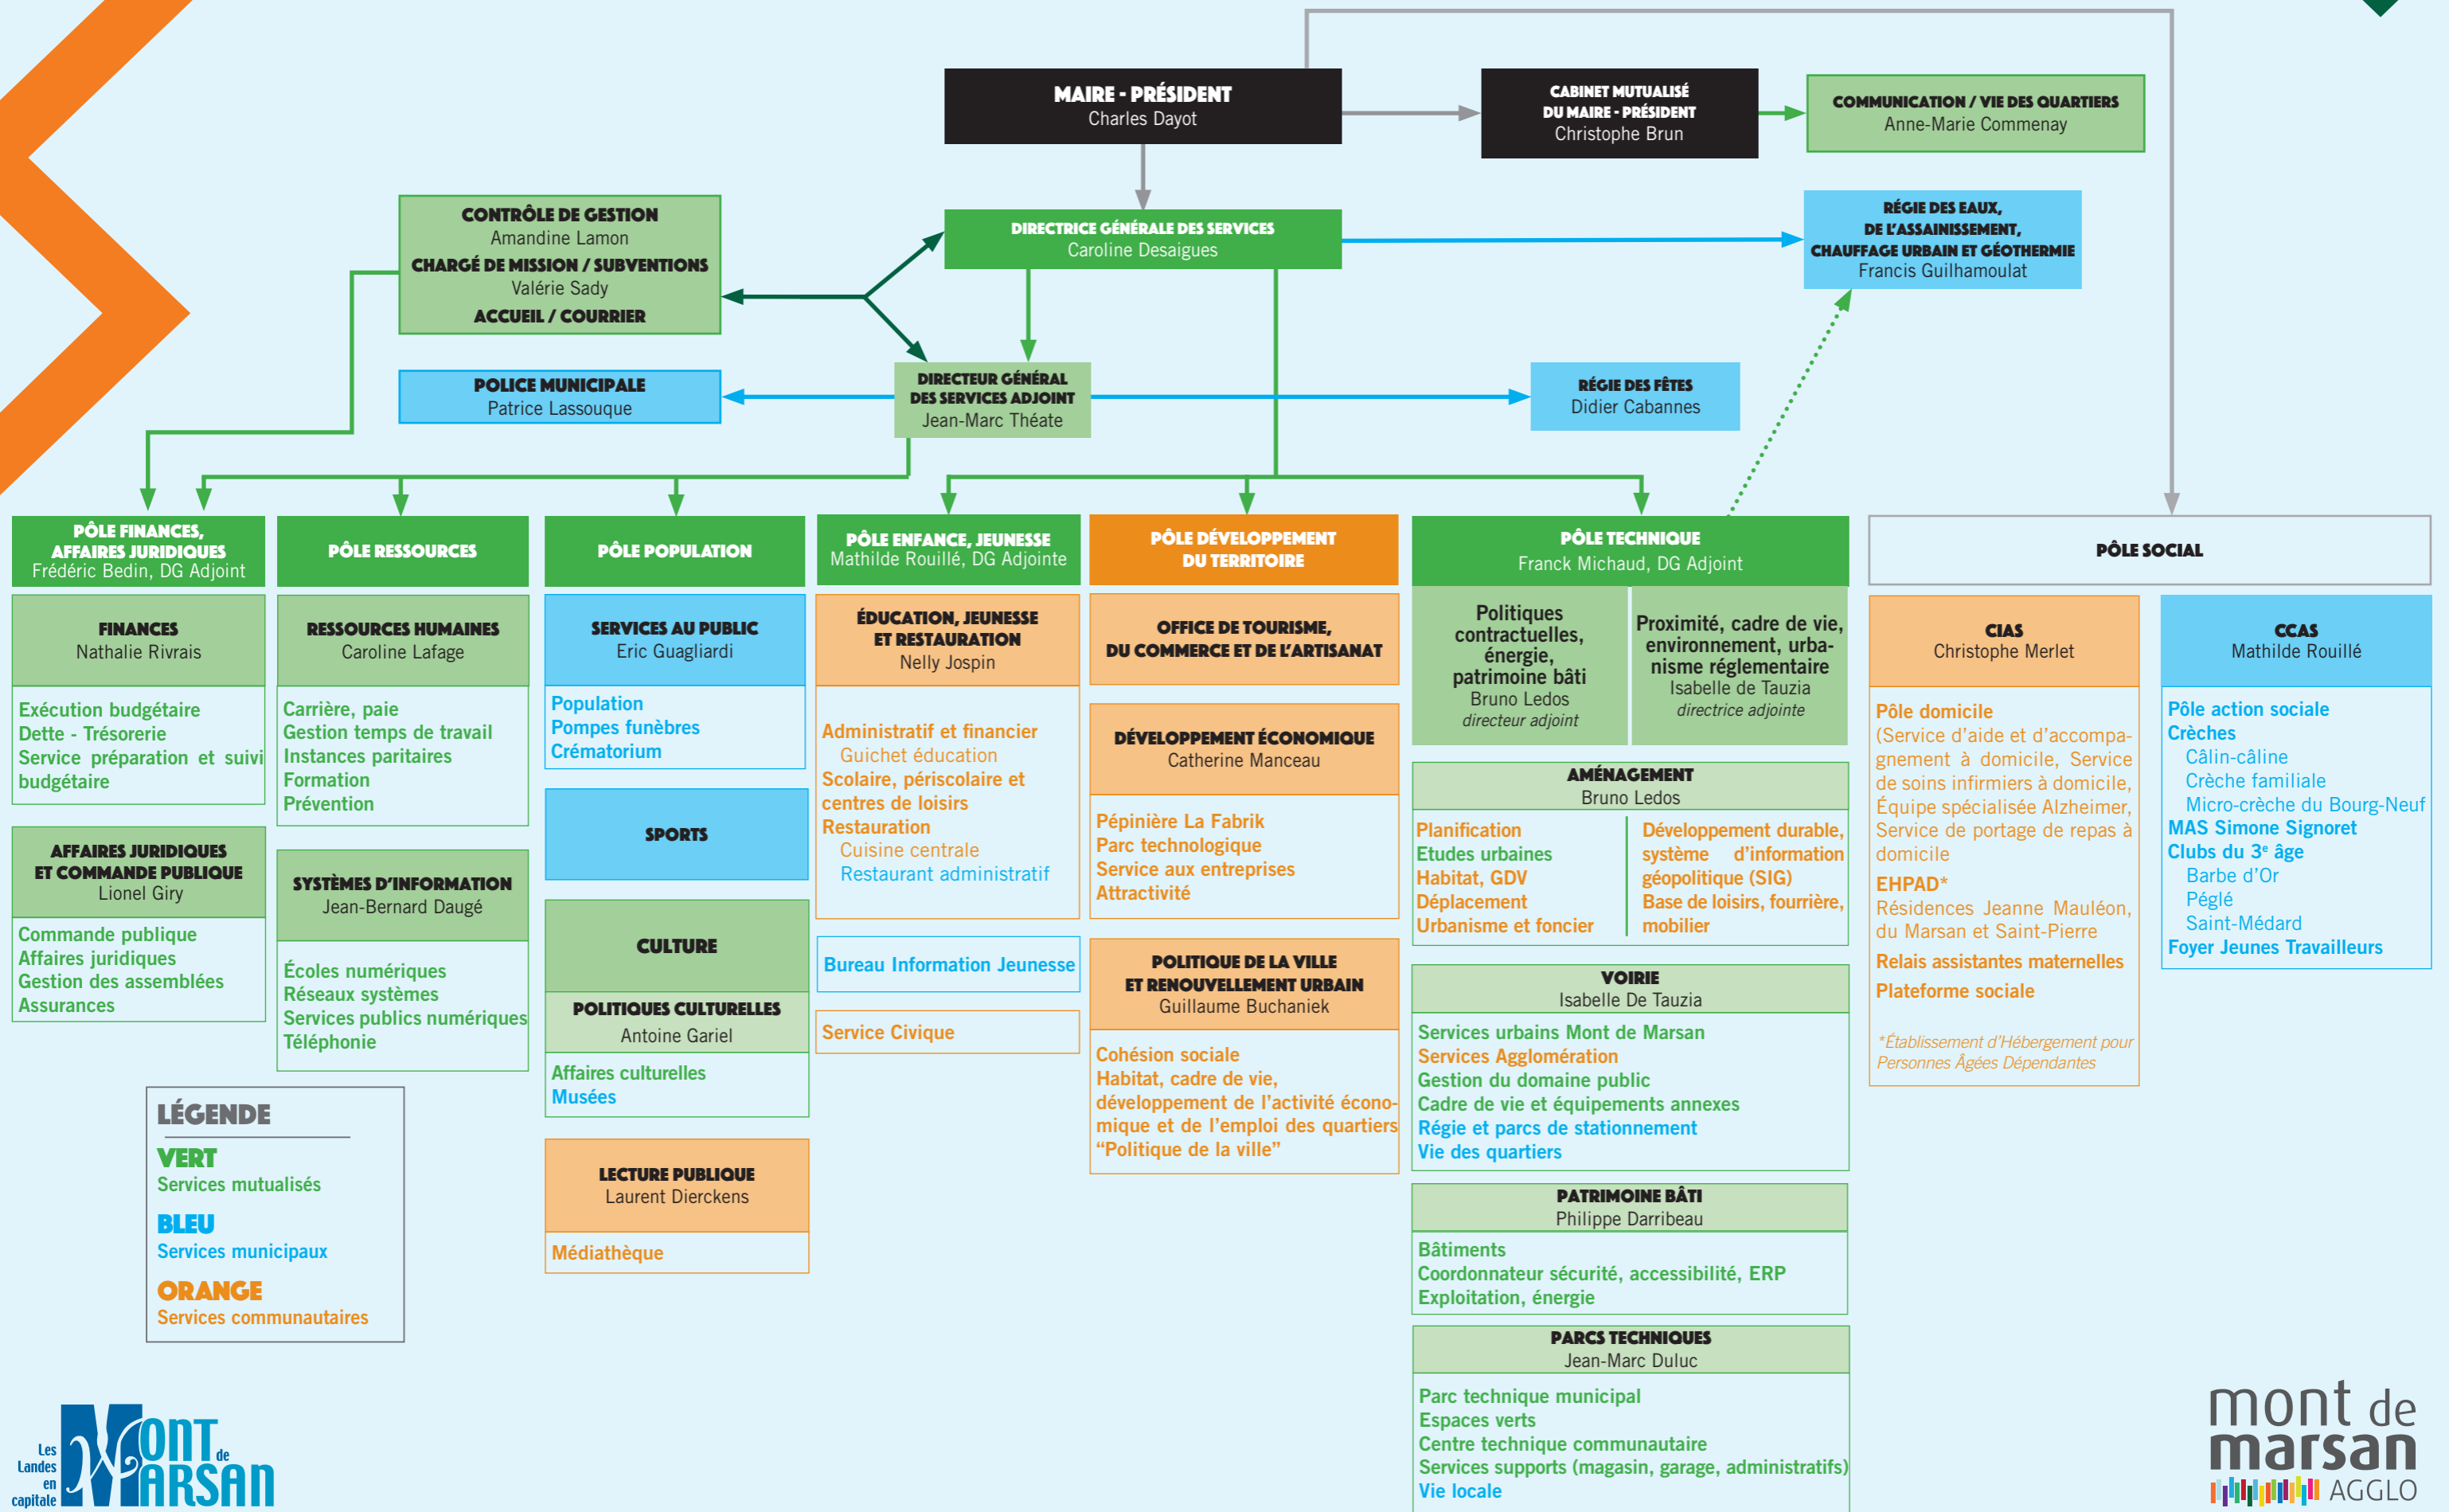 MAIRE - PRÉSIDENT
Charles Dayot
CABINET MUTUALISÉ
DU MAIRE - PRÉSIDENT
Christophe Brun
COMMUNICATION / VIE DES QUARTIERS
Anne-Marie Commenay
CONTRÔLE DE GESTION
Amandine Lamon
CHARGÉ DE MISSION / SUBVENTIONS
Valérie Sady
ACCUEIL / COURRIER
DIRECTRICE GÉNÉRALE DES SERVICES
Caroline Desaigues
RÉGIE DES EAUX,
DE L'ASSAINISSEMENT,
CHAUFFAGE URBAIN ET GÉOTHERMIE
Francis Guilhamoulat
POLICE MUNICIPALE
Patrice Lassouque
DIRECTEUR GÉNÉRAL
DES SERVICES ADJOINT
Jean-Marc Théate
RÉGIE DES FÊTES
Didier Cabannes
PÔLE FINANCES,
AFFAIRES JURIDIQUES
Frédéric Bedin, DG Adjoint
FINANCES
Nathalie Rivrais
Exécution budgétaire
Dette - Trésorerie
Service préparation et suivi
budgétaire
AFFAIRES JURIDIQUES
ET COMMANDE PUBLIQUE
Lionel Giry
Commande publique
Affaires juridiques
Gestion des assemblées
Assurances
PÔLE RESSOURCES
RESSOURCES HUMAINES
Caroline Lafage
Carrière, paie
Gestion temps de travail
Instances paritaires
Formation
Prévention
SYSTÈMES D'INFORMATION
Jean-Bernard Daugé
Écoles numériques
Réseaux systèmes
Services publics numériques
Téléphonie
PÔLE POPULATION
SERVICES AU PUBLIC
Eric Guagliardi
Population
Pompes funèbres
Crématorium
SPORTS
CULTURE
POLITIQUES CULTURELLES
Antoine Gariel
Affaires culturelles
Musées
LECTURE PUBLIQUE
Laurent Dierckens
Médiathèque
PÔLE ENFANCE, JEUNESSE
Mathilde Rouillé, DG Adjointe
ÉDUCATION, JEUNESSE
ET RESTAURATION
Nelly Jospin
Administratif et financier
Guichet éducation
Scolaire, périscolaire et
centres de loisirs
Restauration
Cuisine centrale
Restaurant administratif
Bureau Information Jeunesse
Service Civique
PÔLE DÉVELOPPEMENT
DU TERRITOIRE
OFFICE DE TOURISME,
DU COMMERCE ET DE L'ARTISANAT
DÉVELOPPEMENT ÉCONOMIQUE
Catherine Manceau
Pépinière La Fabrik
Parc technologique
Service aux entreprises
Attractivité
POLITIQUE DE LA VILLE
ET RENOUVELLEMENT URBAIN
Guillaume Buchaniek
Cohésion sociale
Habitat, cadre de vie,
développement de l'activité écono-
mique et de l'emploi des quartiers
“Politique de la ville”
PÔLE TECHNIQUE
Franck Michaud, DG Adjoint
Politiques
contractuelles,
énergie,
patrimoine bâti
Bruno Ledos
directeur adjoint
Proximité, cadre de vie,
environnement, urba-
nisme réglementaire
Isabelle de Tauzia
directrice adjointe
AMÉNAGEMENT
Bruno Ledos
Planification
Etudes urbaines
Habitat, GDV
Déplacement
Urbanisme et foncier
Développement durable,
système d'information
géopolitique (SIG)
Base de loisirs, fourrière,
mobilier
VOIRIE
Isabelle De Tauzia
Services urbains Mont de Marsan
Services Agglomération
Gestion du domaine public
Cadre de vie et équipements annexes
Régie et parcs de stationnement
Vie des quartiers
PATRIMOINE BÂTI
Philippe Darribeau
Bâtiments
Coordonnateur sécurité, accessibilité, ERP
Exploitation, énergie
PARCS TECHNIQUES
Jean-Marc Duluc
Parc technique municipal
Espaces verts
Centre technique communautaire
Services supports (magasin, garage, administratifs)
Vie locale
PÔLE SOCIAL
CIAS
Christophe Merlet
Pôle domicile
(Service d'aide et d'accompa-
gnement à domicile, Service
de soins infirmiers à domicile,
Équipe spécialisée Alzheimer,
Service de portage de repas à
domicile
EHPAD*
Résidences Jeanne Mauléon,
du Marsan et Saint-Pierre
Relais assistantes maternelles
Plateforme sociale
*Établissement d'Hébergement pour
Personnes Âgées Dépendantes
CCAS
Mathilde Rouillé
Pôle action sociale
Crèches
Câlin-câline
Crèche familiale
Micro-crèche du Bourg-Neuf
MAS Simone Signoret
Clubs du 3e âge
Barbe d'Or
Péglé
Saint-Médard
Foyer Jeunes Travailleurs
LÉGENDE
VERT
Services mutualisés
BLEU
Services municipaux
ORANGE
Services communautaires
Les
Landes
en
capitale
MONT de
MARSAN
mont de
marsan
AGGLO